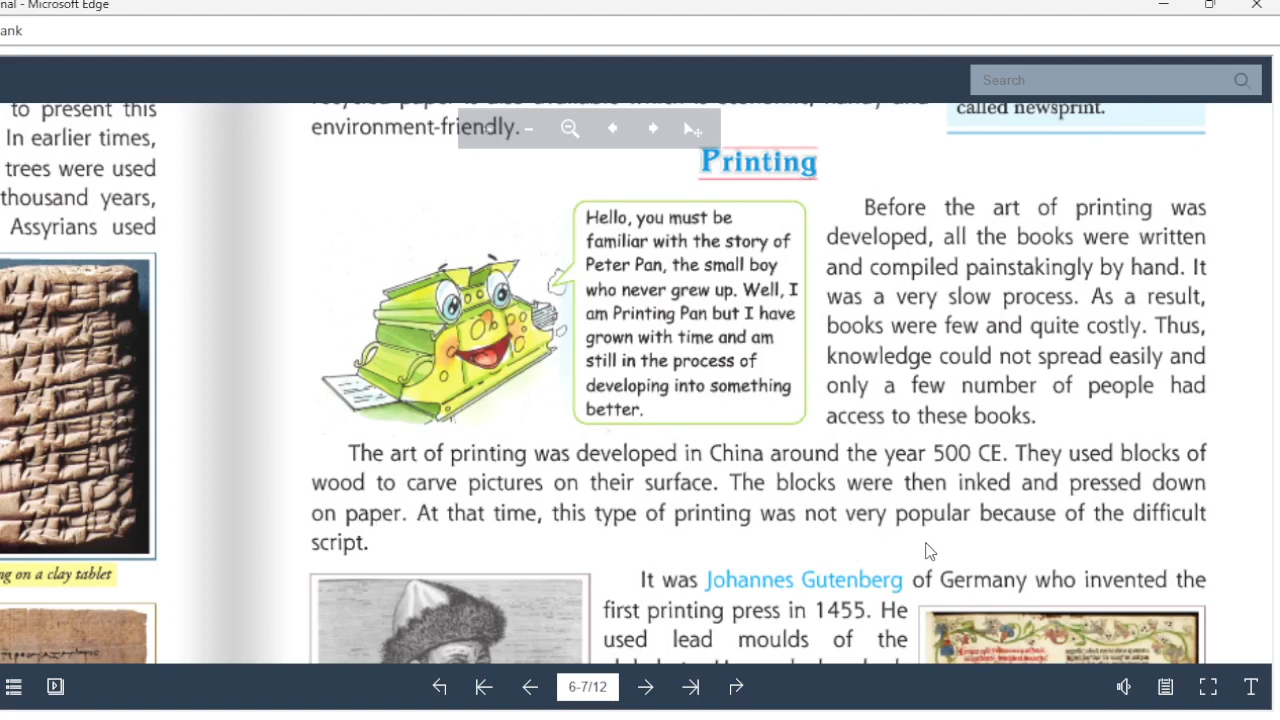 nal - Microsoft Edge
ank
Search
to present this
In earlier times,
trees were used
thousand years,
Assyrians used
ng on a clay tablet
environment-friendly.
called newsprint.
Printing
Hello, you must be
familiar with the story of
Peter Pan, the small boy
who never grew up. Well, I
am Printing Pan but I have
grown with time and am
still in the process of
developing into something
better.
Before the art of printing was
developed, all the books were written
and compiled painstakingly by hand. It
was a very slow process. As a result,
books were few and quite costly. Thus,
knowledge could not spread easily and
only a few number of people had
access to these books.
The art of printing was developed in China around the year 500 CE. They used blocks of
wood to carve pictures on their surface. The blocks were then inked and pressed down
on paper. At that time, this type of printing was not very popular because of the difficult
script.
It was Johannes Gutenberg of Germany who invented the
first printing press in 1455. He
used lead moulds of the
6-7/12